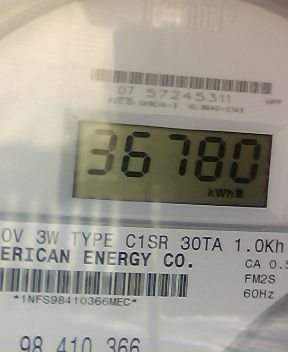 07 57245311
36780
kWh
0V 3W TYPE C1SR 30TA 1.0Kh
ERICAN ENERGY CO.
CA 0.5
FM2S
60Hz
*1NFS98410366MEC*
98 410 366